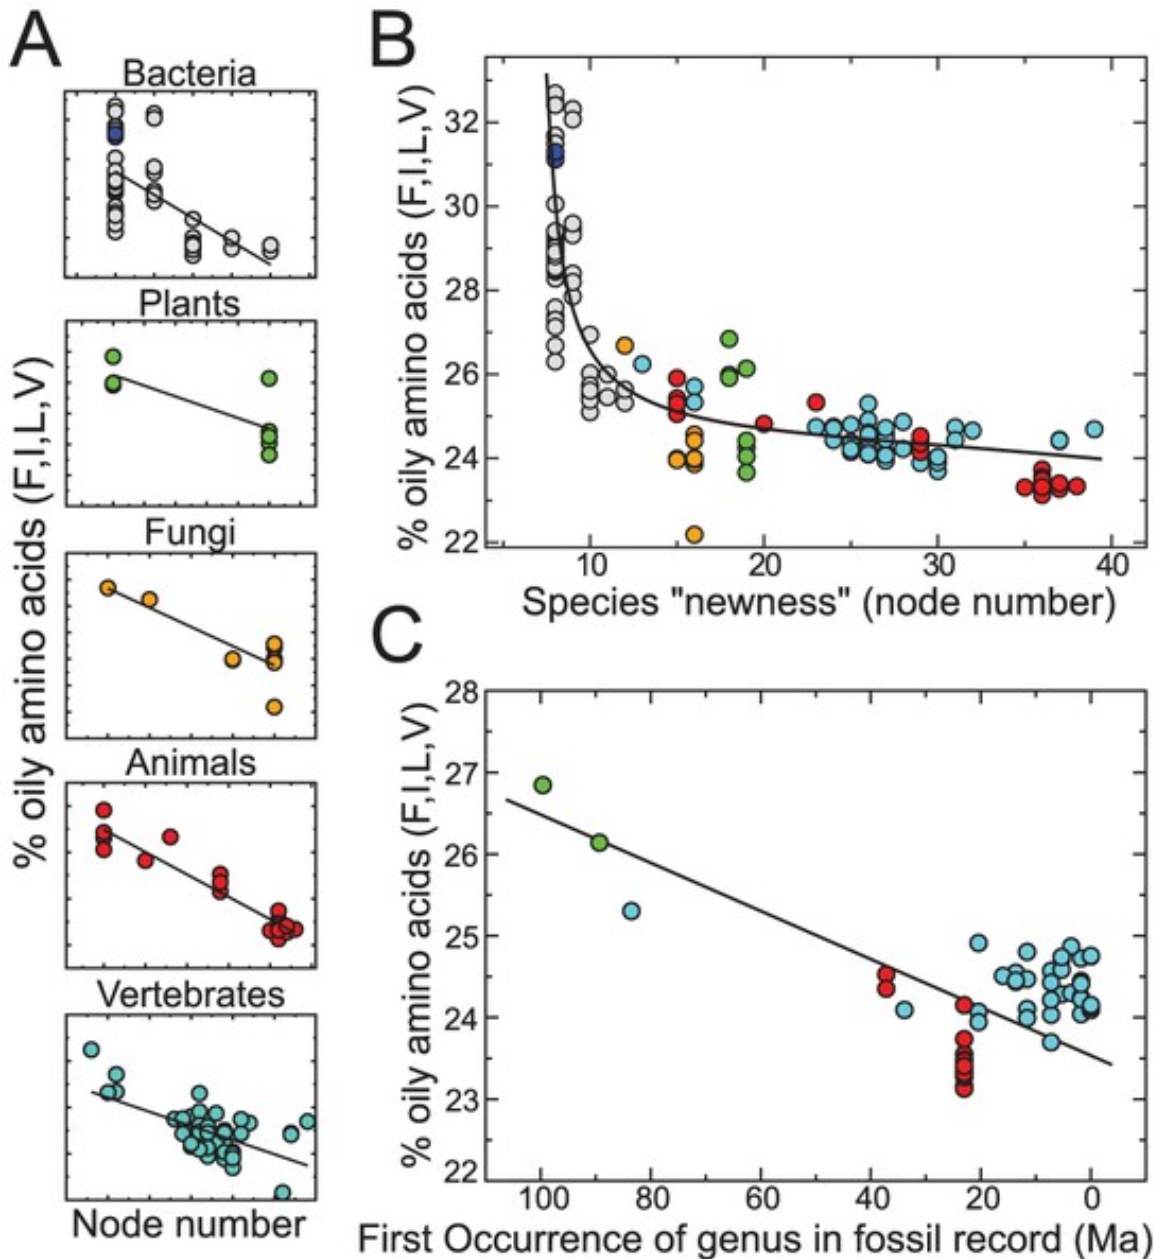 A
Bacteria
Plants
Fungi
Animals
Vertebrates
% oily amino acids (F,I,L,V)
Node number
B
% oily amino acids (F,I,L,V)
32
30
28
26
24
22
10
20
30
40
Species "newness" (node number)
C
% oily amino acids (F,I,L,V)
28
27
26
25
24
23
22
100
80
60
40
20
0
First Occurrence of genus in fossil record (Ma)